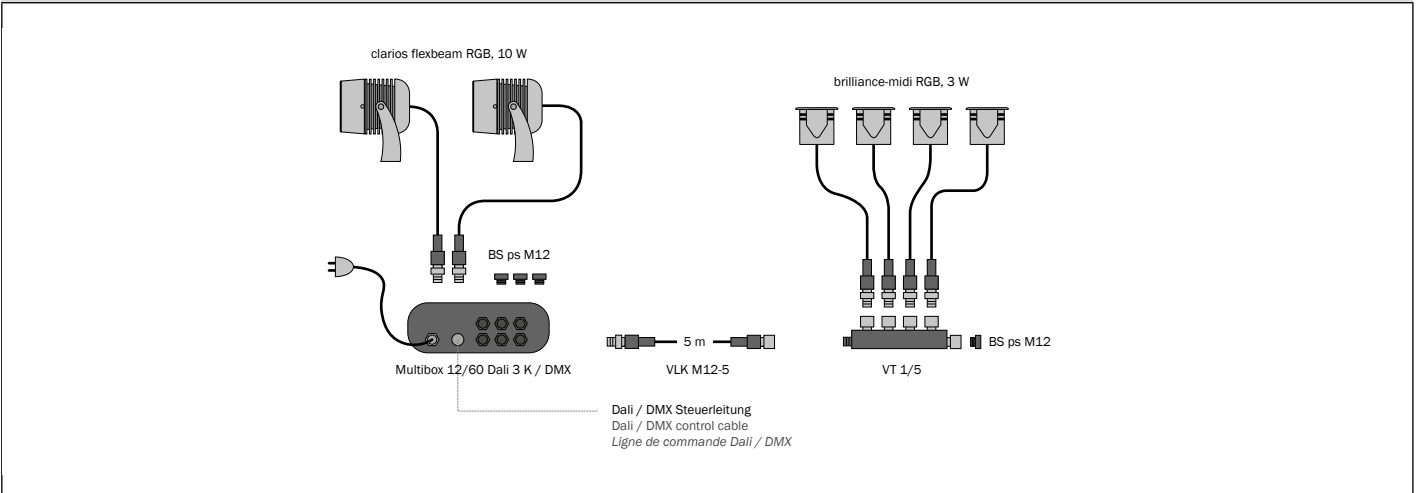 clarios flexbeam RGB, 10 W
brilliance-midi RGB, 3 W
BS ps M12
5 m
BS ps M12
Multibox 12/60 Dali 3 K / DMX
VLK M12-5
VT 1/5
Dali / DMX Steuerleitung
Dali / DMX control cable
Ligne de commande Dali / DMX